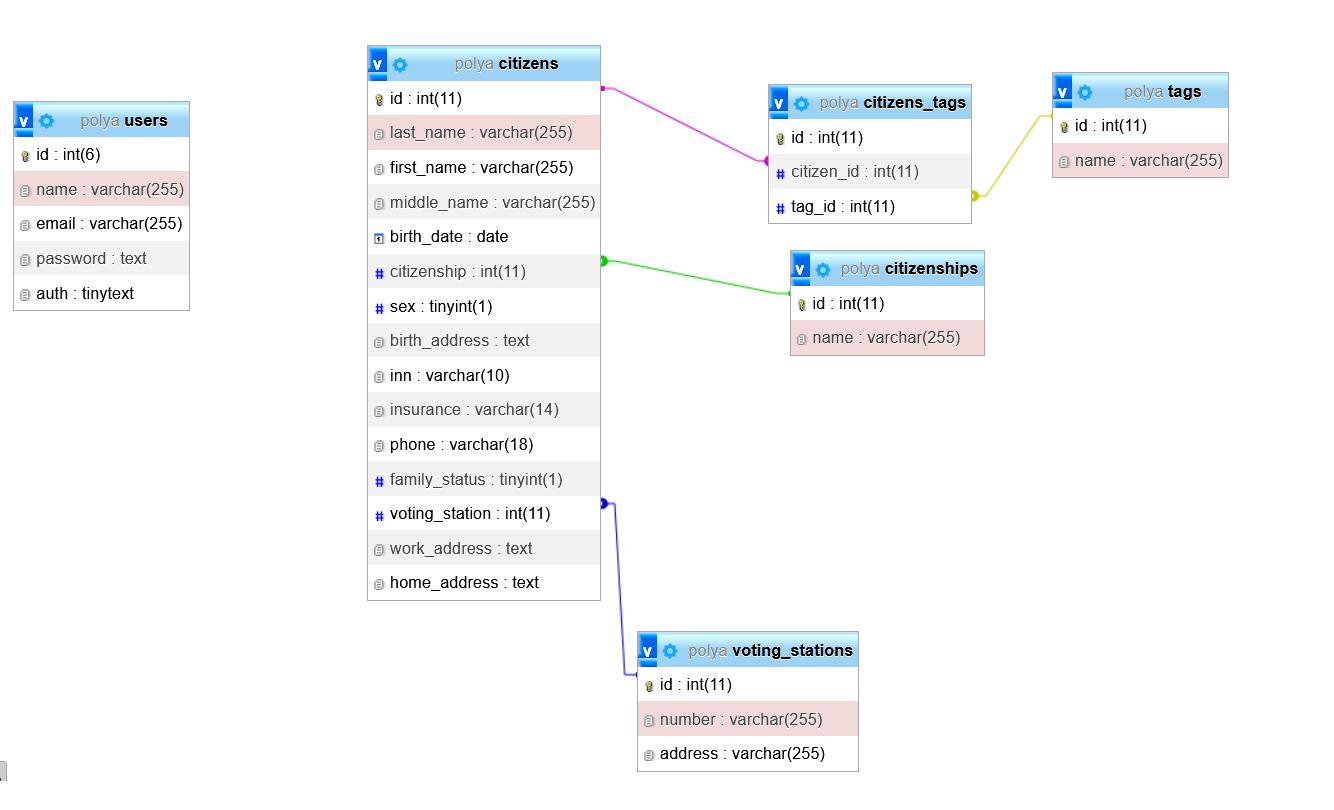 polya users
id : int(6)
name : varchar(255)
email : varchar(255)
password : text
auth : tinytext
polya citizens
id : int(11)
last_name : varchar(255)
first_name : varchar(255)
middle_name : varchar(255)
birth_date : date
citizenship : int(11)
sex : tinyint(1)
birth_address : text
inn : varchar(10)
insurance : varchar(14)
phone : varchar(18)
family_status : tinyint(1)
voting_station : int(11)
work_address : text
home_address : text
polya citizens_tags
id : int(11)
citizen_id : int(11)
tag_id : int(11)
polya tags
id : int(11)
name : varchar(255)
polya citizenships
id : int(11)
name : varchar(255)
polya voting_stations
id : int(11)
number : varchar(255)
address : varchar(255)